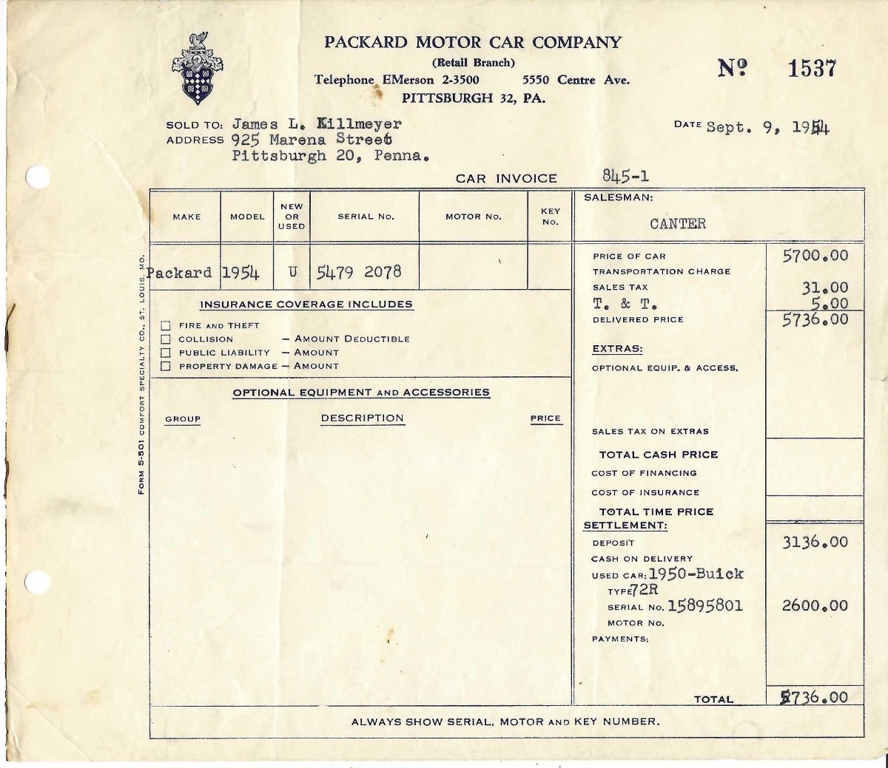 PACKARD MOTOR CAR COMPANY
(Retail Branch)
Telephone EMerson 2-3500 5550 Centre Ave.
PITTSBURGH 32, PA.
Nº 1537
SOLD TO: James L. Killmeyer
ADDRESS 925 Marena Street
Pittsburgh 20, Penna.
DATE Sept. 9, 1954
CAR INVOICE 845-1
MAKE MODEL NEW OR USED SERIAL No. MOTOR No. KEY No.
Packard 1954 U 5479 2078
SALESMAN:
CANTER
INSURANCE COVERAGE INCLUDES
☐ FIRE AND THEFT
☐ COLLISION — AMOUNT DEDUCTIBLE
☐ PUBLIC LIABILITY — AMOUNT
☐ PROPERTY DAMAGE — AMOUNT
OPTIONAL EQUIPMENT AND ACCESSORIES
GROUP DESCRIPTION PRICE
PRICE OF CAR 5700.00
TRANSPORTATION CHARGE
SALES TAX 31.00
T. & T. 5.00
DELIVERED PRICE 5736.00
EXTRAS:
OPTIONAL EQUIP. & ACCESS.
SALES TAX ON EXTRAS
TOTAL CASH PRICE
COST OF FINANCING
COST OF INSURANCE
TOTAL TIME PRICE
SETTLEMENT:
DEPOSIT 3136.00
CASH ON DELIVERY
USED CAR: 1950-Buick
TYPE 72R
SERIAL No. 15895801 2600.00
MOTOR No.
PAYMENTS:
TOTAL 5736.00
ALWAYS SHOW SERIAL, MOTOR AND KEY NUMBER.
FORM 5-501 COMFORT SPECIALTY CO., ST. LOUIS, MO.